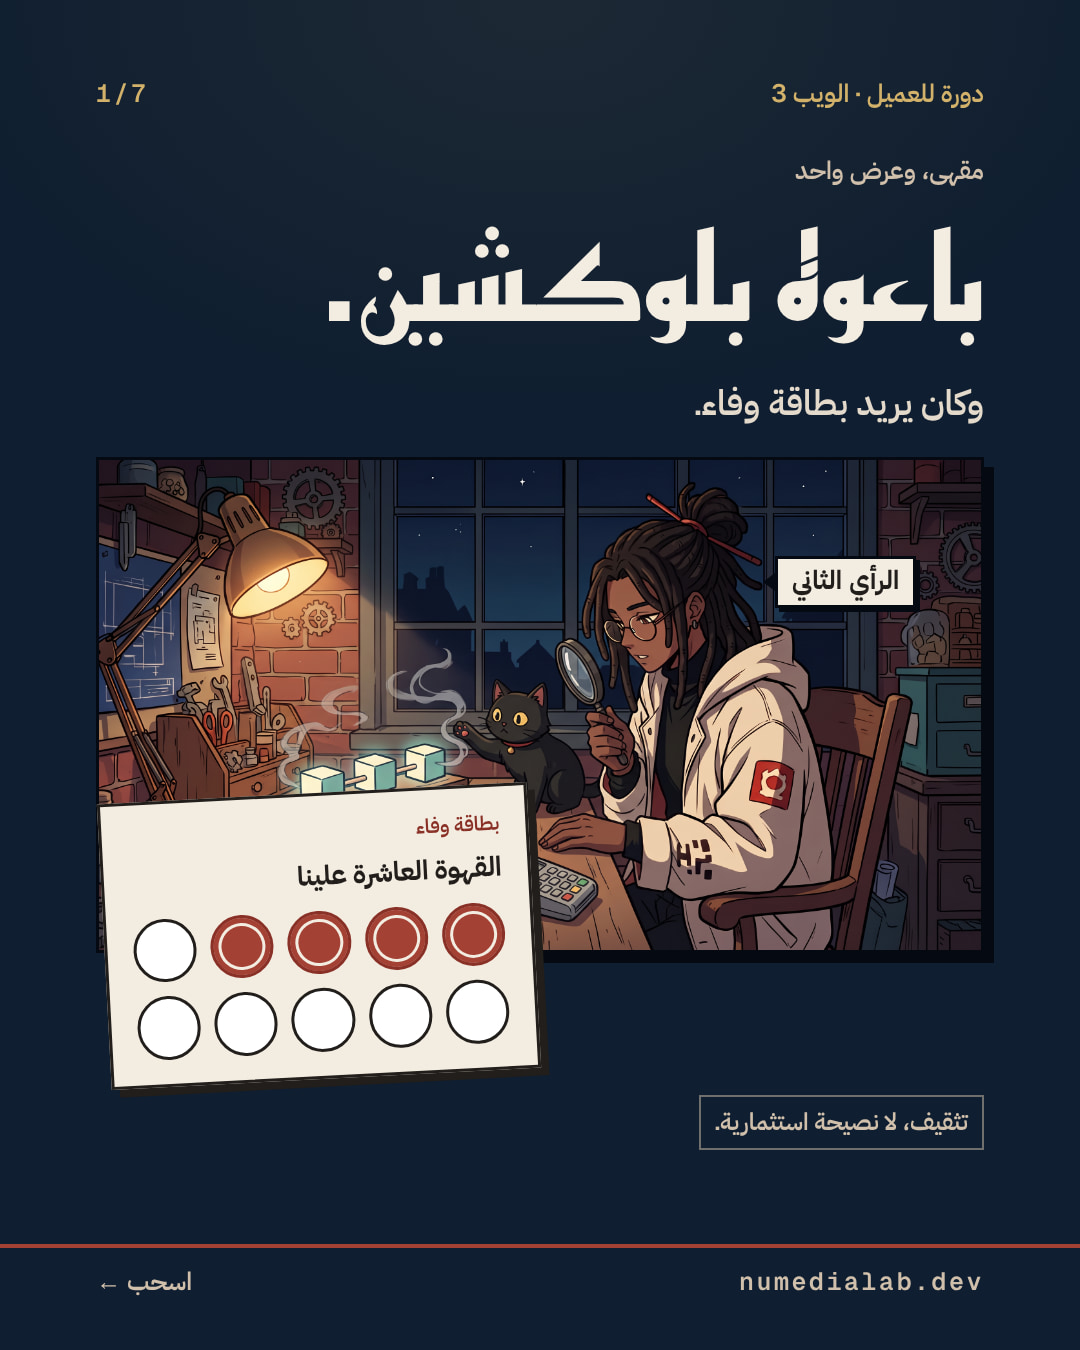 دورة للعميل · الويب 3
1 / 7
مقهى، وعرض واحد
باعوهُ بلوكشين.
وكان يريد بطاقة وفاء.
الرأي الثاني
بطاقة وفاء
القهوة العاشرة علينا
تثقيف، لا نصيحة استثمارية.
numedialab.dev
اسحب ←